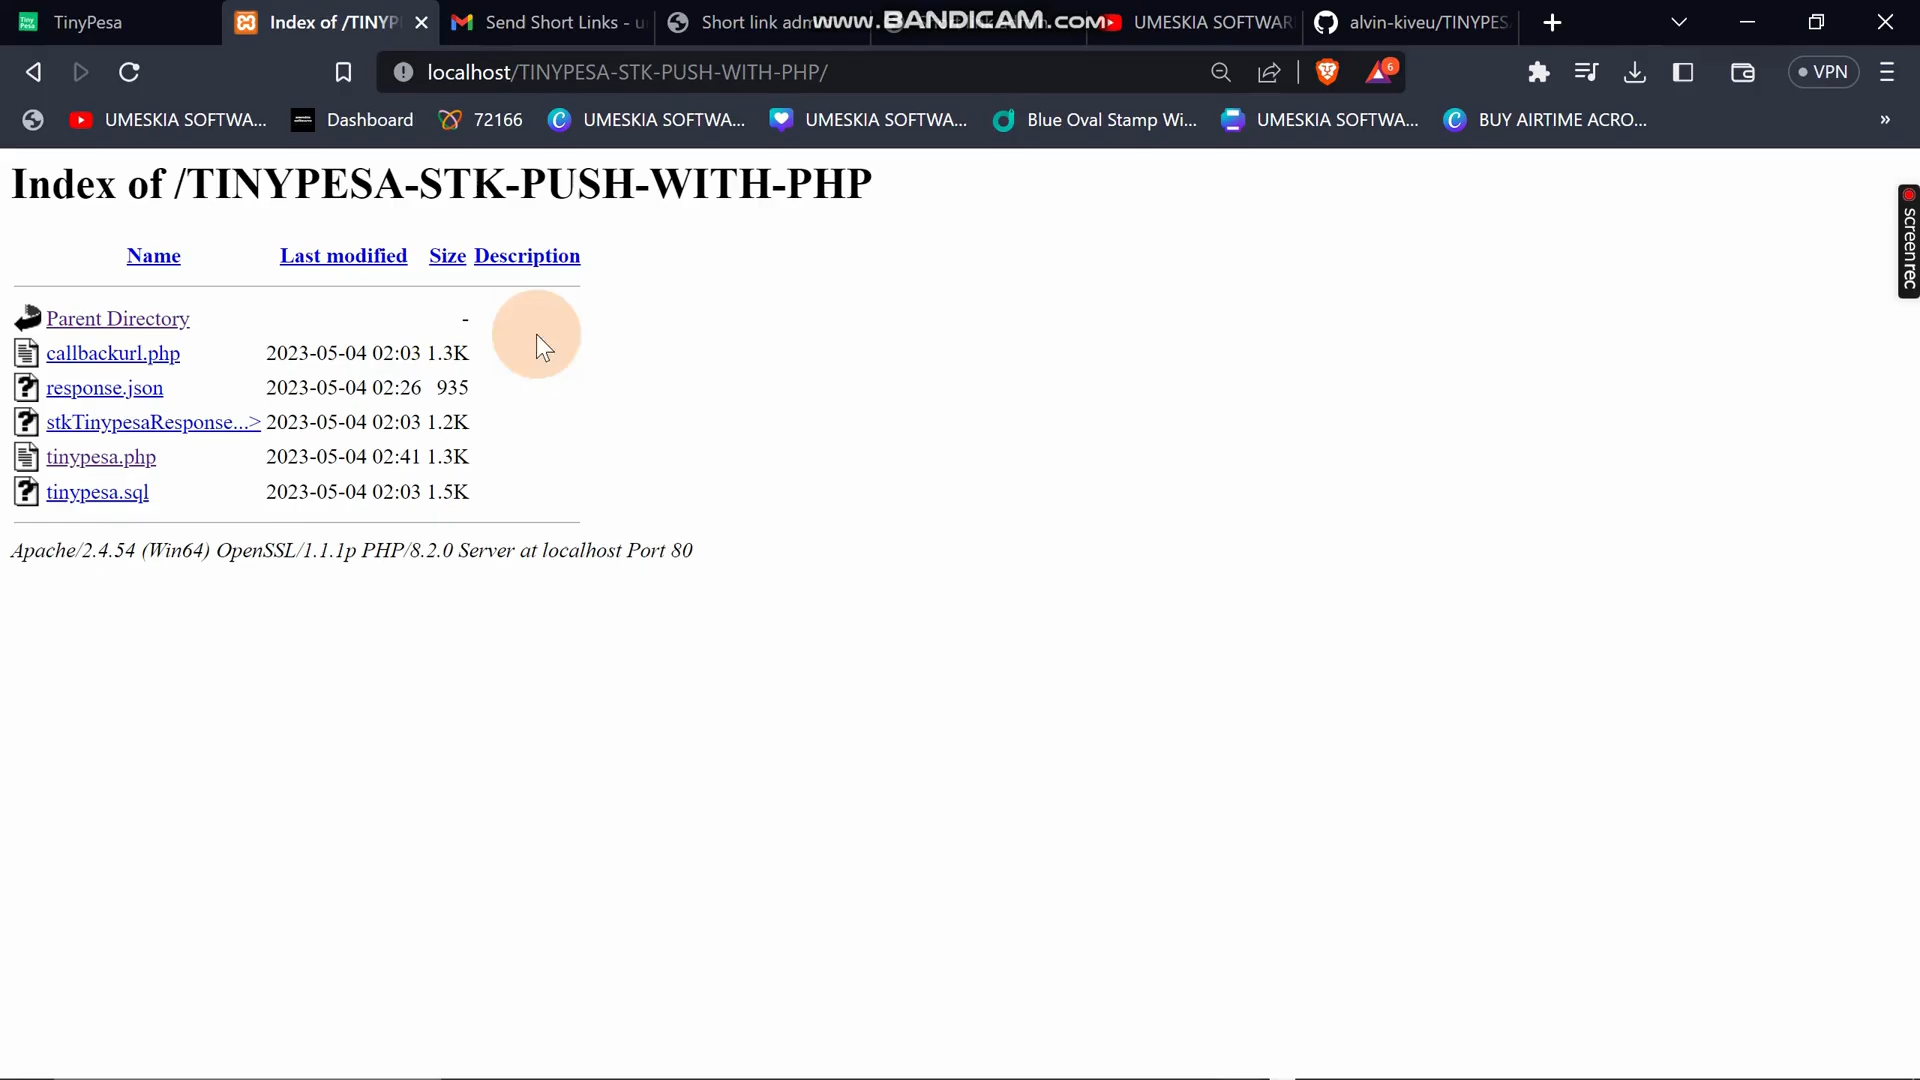 Tiny
Pesa
TinyPesa
Index of /TINYP
Send Short Links - u
Short link adm
www.BANDICAM.com
UMESKIA SOFTWAR
alvin-kiveu/TINYPES
localhost/TINYPESA-STK-PUSH-WITH-PHP/
6
VPN
UMESKIA SOFTWA...
Dashboard
72166
UMESKIA SOFTWA...
UMESKIA SOFTWA...
Blue Oval Stamp Wi...
UMESKIA SOFTWA...
BUY AIRTIME ACRO...
»
Index of /TINYPESA-STK-PUSH-WITH-PHP
Name Last modified Size Description
Parent Directory -
callbackurl.php 2023-05-04 02:03 1.3K
response.json 2023-05-04 02:26 935
stkTinypesaResponse...> 2023-05-04 02:03 1.2K
tinypesa.php 2023-05-04 02:41 1.3K
tinypesa.sql 2023-05-04 02:03 1.5K
Apache/2.4.54 (Win64) OpenSSL/1.1.1p PHP/8.2.0 Server at localhost Port 80
screenrec